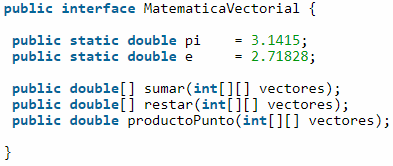 public interface MatematicaVectorial {
public static double pi = 3.1415;
public static double e = 2.71828;
public double[] sumar(int[][] vectores);
public double[] restar(int[][] vectores);
public double productoPunto(int[][] vectores);
}